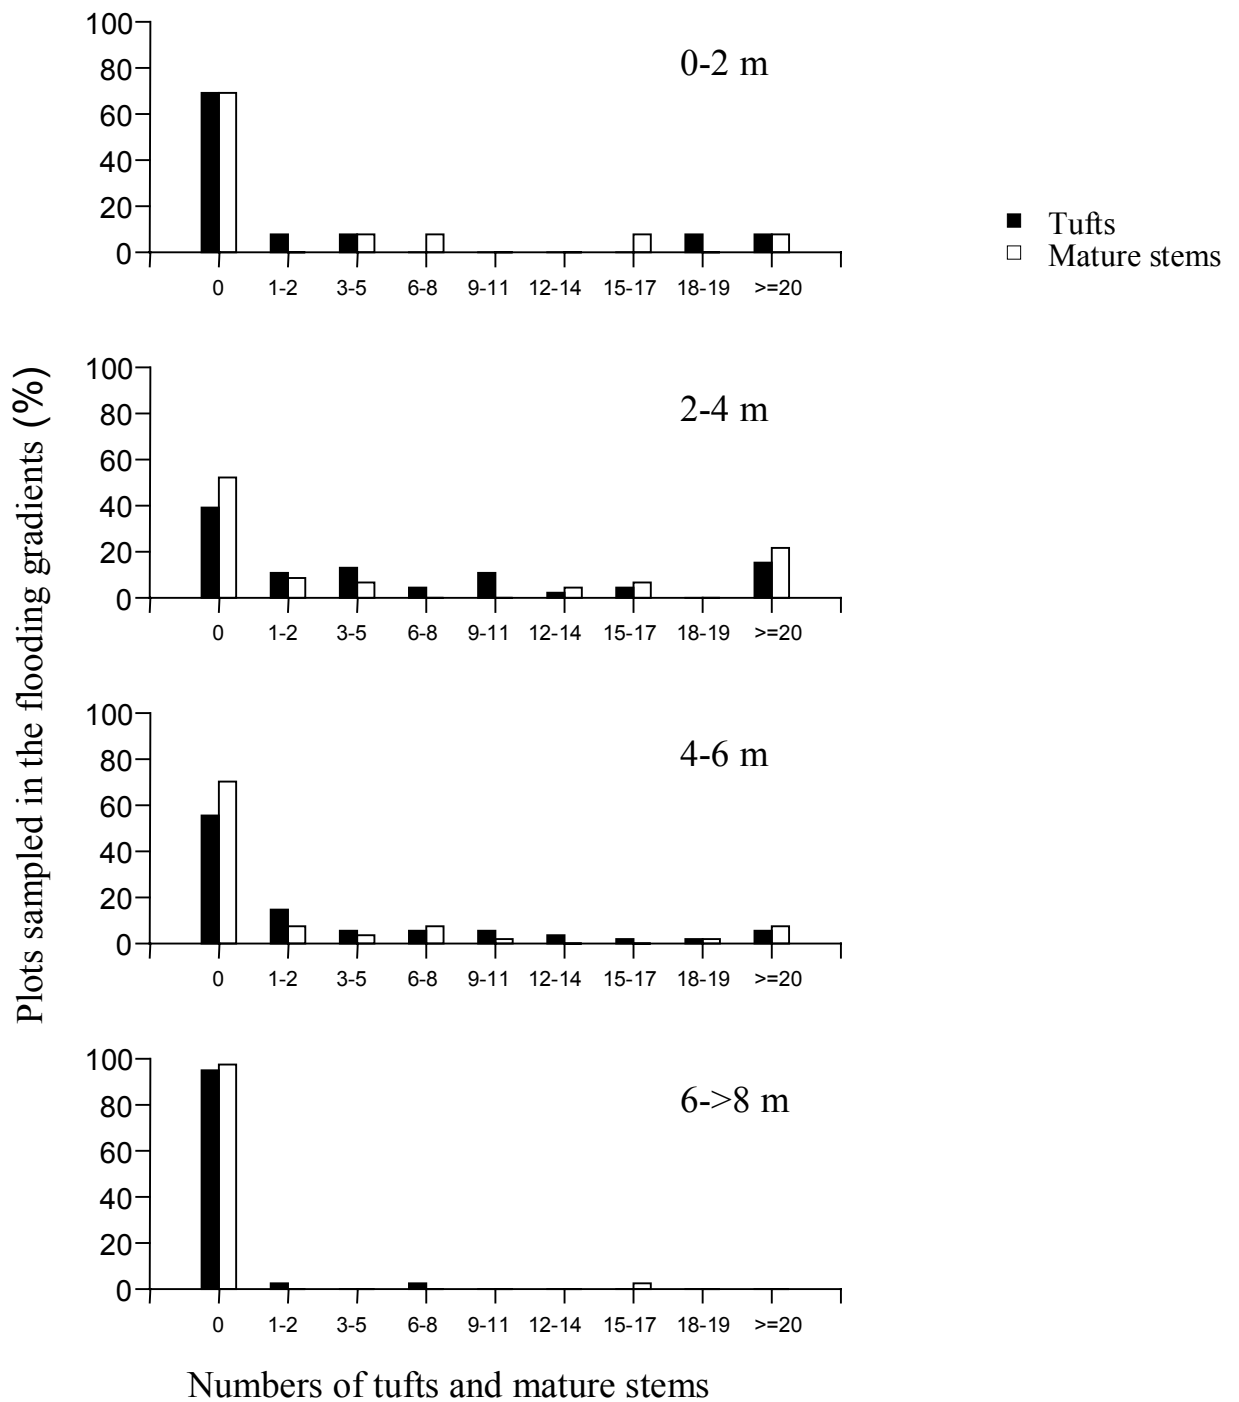 100
80
60
40
20
0
0-2 m
0 1-2 3-5 6-8 9-11 12-14 15-17 18-19 >=20
Tufts
Mature stems
Plots sampled in the flooding gradients (%)
100
80
60
40
20
0
2-4 m
0 1-2 3-5 6-8 9-11 12-14 15-17 18-19 >=20
100
80
60
40
20
0
4-6 m
0 1-2 3-5 6-8 9-11 12-14 15-17 18-19 >=20
100
80
60
40
20
0
6->8 m
0 1-2 3-5 6-8 9-11 12-14 15-17 18-19 >=20
Numbers of tufts and mature stems